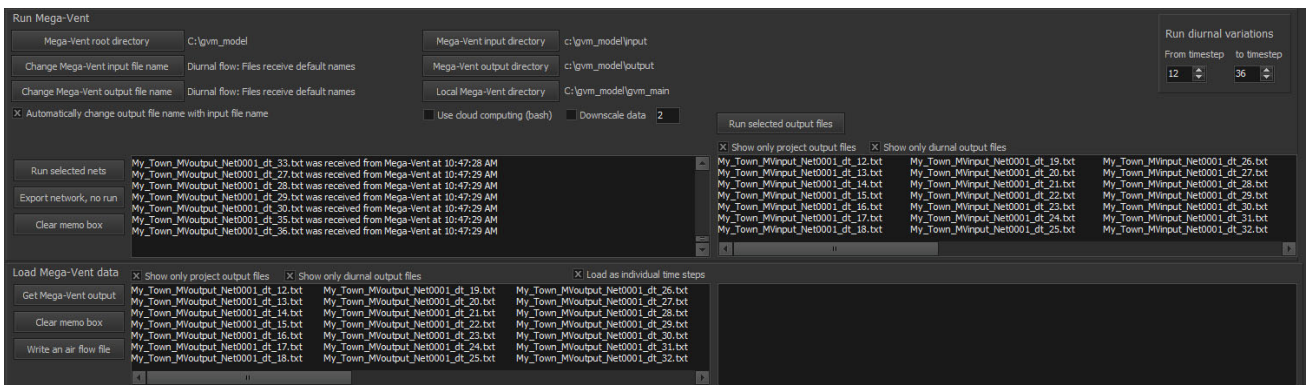 Run Mega-Vent
Mega-Vent root directory C:\gvm_model Mega-Vent input directory c:\gvm_model\input
Change Mega-Vent input file name Diurnal flow: Files receive default names Mega-Vent output directory c:\gvm_model\output
Change Mega-Vent output file name Diurnal flow: Files receive default names Local Mega-Vent directory C:\gvm_model\gvm_main
Automatically change output file name with input file name Use cloud computing (bash) Downscale data 2
Run diurnal variations
From timestep to timestep
12 36
Run selected output files
Show only project output files Show only diurnal output files
Run selected nets
Export network, no run
Clear memo box
My_Town_MVoutput_Net0001_dt_33.txt was received from Mega-Vent at 10:47:28 AM
My_Town_MVoutput_Net0001_dt_27.txt was received from Mega-Vent at 10:47:29 AM
My_Town_MVoutput_Net0001_dt_28.txt was received from Mega-Vent at 10:47:29 AM
My_Town_MVoutput_Net0001_dt_29.txt was received from Mega-Vent at 10:47:29 AM
My_Town_MVoutput_Net0001_dt_30.txt was received from Mega-Vent at 10:47:29 AM
My_Town_MVoutput_Net0001_dt_35.txt was received from Mega-Vent at 10:47:29 AM
My_Town_MVoutput_Net0001_dt_36.txt was received from Mega-Vent at 10:47:29 AM
My_Town_MVinput_Net0001_dt_12.txt My_Town_MVinput_Net0001_dt_19.txt My_Town_MVinput_Net0001_dt_26.txt
My_Town_MVinput_Net0001_dt_13.txt My_Town_MVinput_Net0001_dt_20.txt My_Town_MVinput_Net0001_dt_27.txt
My_Town_MVinput_Net0001_dt_14.txt My_Town_MVinput_Net0001_dt_21.txt My_Town_MVinput_Net0001_dt_28.txt
My_Town_MVinput_Net0001_dt_15.txt My_Town_MVinput_Net0001_dt_22.txt My_Town_MVinput_Net0001_dt_29.txt
My_Town_MVinput_Net0001_dt_16.txt My_Town_MVinput_Net0001_dt_23.txt My_Town_MVinput_Net0001_dt_30.txt
My_Town_MVinput_Net0001_dt_17.txt My_Town_MVinput_Net0001_dt_24.txt My_Town_MVinput_Net0001_dt_31.txt
My_Town_MVinput_Net0001_dt_18.txt My_Town_MVinput_Net0001_dt_25.txt My_Town_MVinput_Net0001_dt_32.txt
Load Mega-Vent data Show only project output files Show only diurnal output files Load as individual time steps
Get Mega-Vent output
Clear memo box
Write an air flow file
My_Town_MVoutput_Net0001_dt_12.txt My_Town_MVoutput_Net0001_dt_19.txt My_Town_MVoutput_Net0001_dt_26.txt
My_Town_MVoutput_Net0001_dt_13.txt My_Town_MVoutput_Net0001_dt_20.txt My_Town_MVoutput_Net0001_dt_27.txt
My_Town_MVoutput_Net0001_dt_14.txt My_Town_MVoutput_Net0001_dt_21.txt My_Town_MVoutput_Net0001_dt_28.txt
My_Town_MVoutput_Net0001_dt_15.txt My_Town_MVoutput_Net0001_dt_22.txt My_Town_MVoutput_Net0001_dt_29.txt
My_Town_MVoutput_Net0001_dt_16.txt My_Town_MVoutput_Net0001_dt_23.txt My_Town_MVoutput_Net0001_dt_30.txt
My_Town_MVoutput_Net0001_dt_17.txt My_Town_MVoutput_Net0001_dt_24.txt My_Town_MVoutput_Net0001_dt_31.txt
My_Town_MVoutput_Net0001_dt_18.txt My_Town_MVoutput_Net0001_dt_25.txt My_Town_MVoutput_Net0001_dt_32.txt